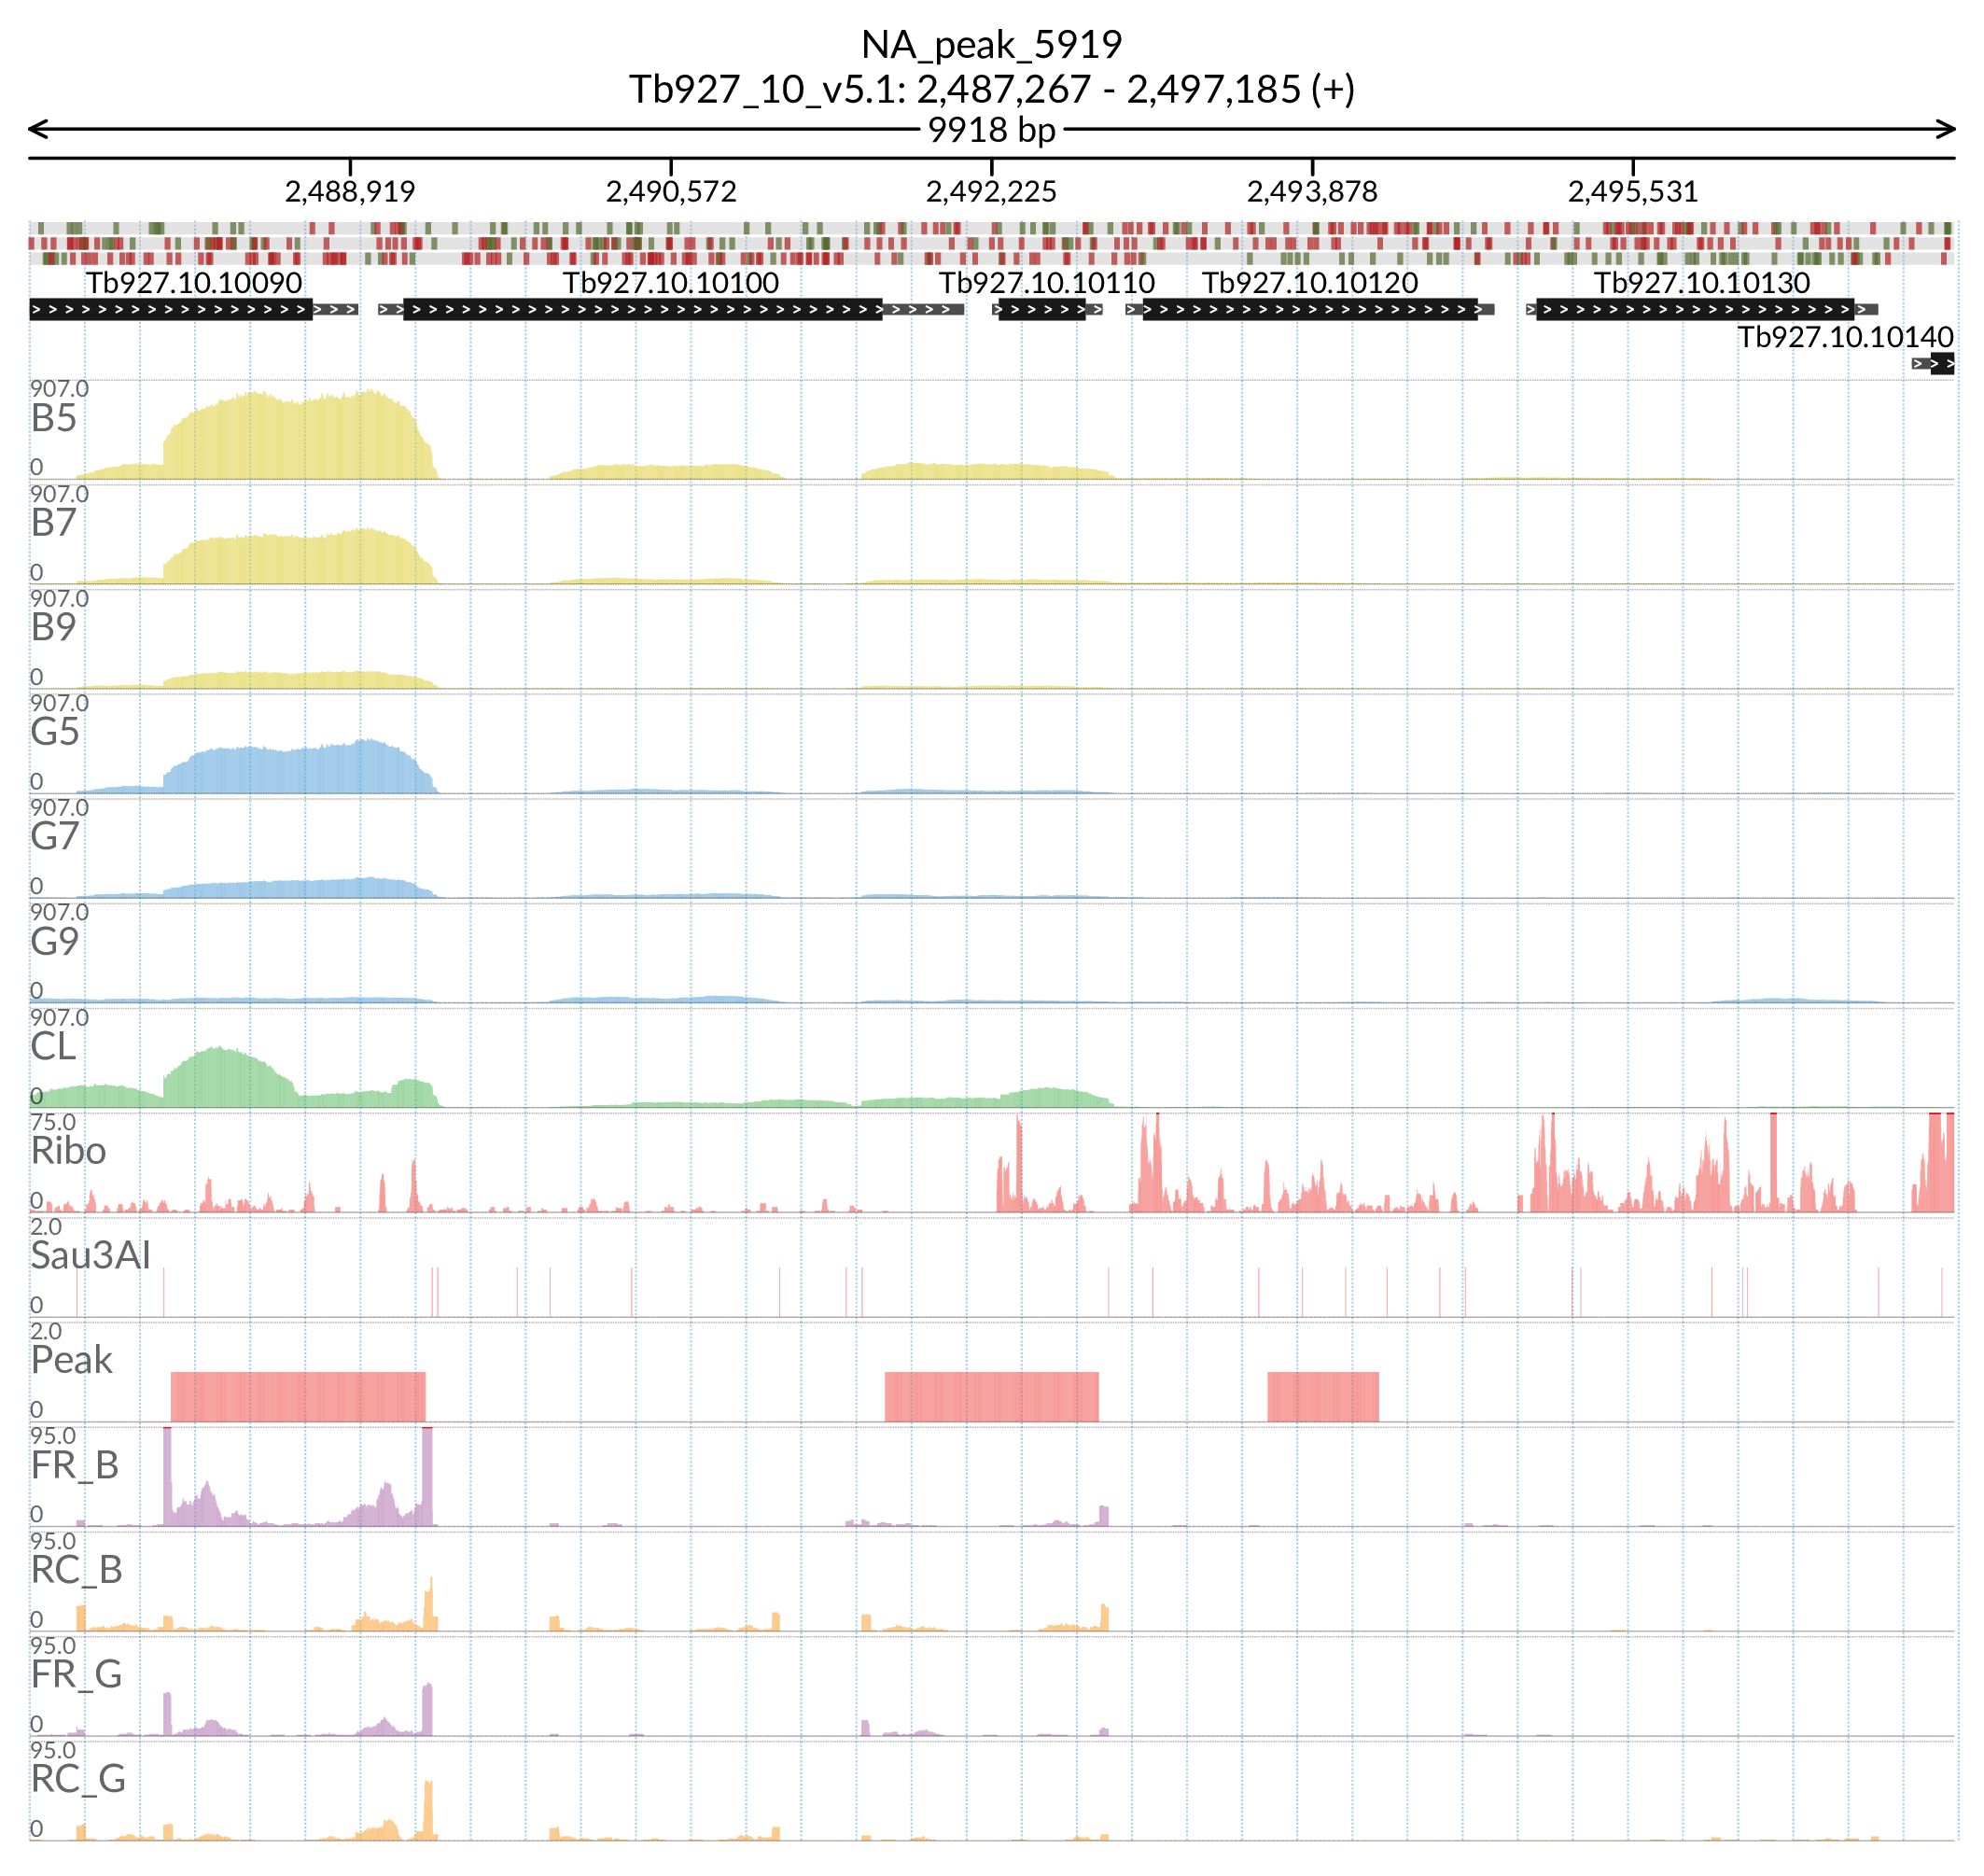 NA_peak_5919
Tb927_10_v5.1: 2,487,267 - 2,497,185 (+)
9918 bp
2,488,919 2,490,572 2,492,225 2,493,878 2,495,531
Tb927.10.10090 Tb927.10.10100 Tb927.10.10110 Tb927.10.10120 Tb927.10.10130
Tb927.10.10140
907.0
B5
0
907.0
B7
0
907.0
B9
0
907.0
G5
0
907.0
G7
0
907.0
G9
0
907.0
CL
0
75.0
Ribo
0
2.0
Sau3AI
0
2.0
Peak
0
95.0
FR_B
0
95.0
RC_B
0
95.0
FR_G
0
95.0
RC_G
0